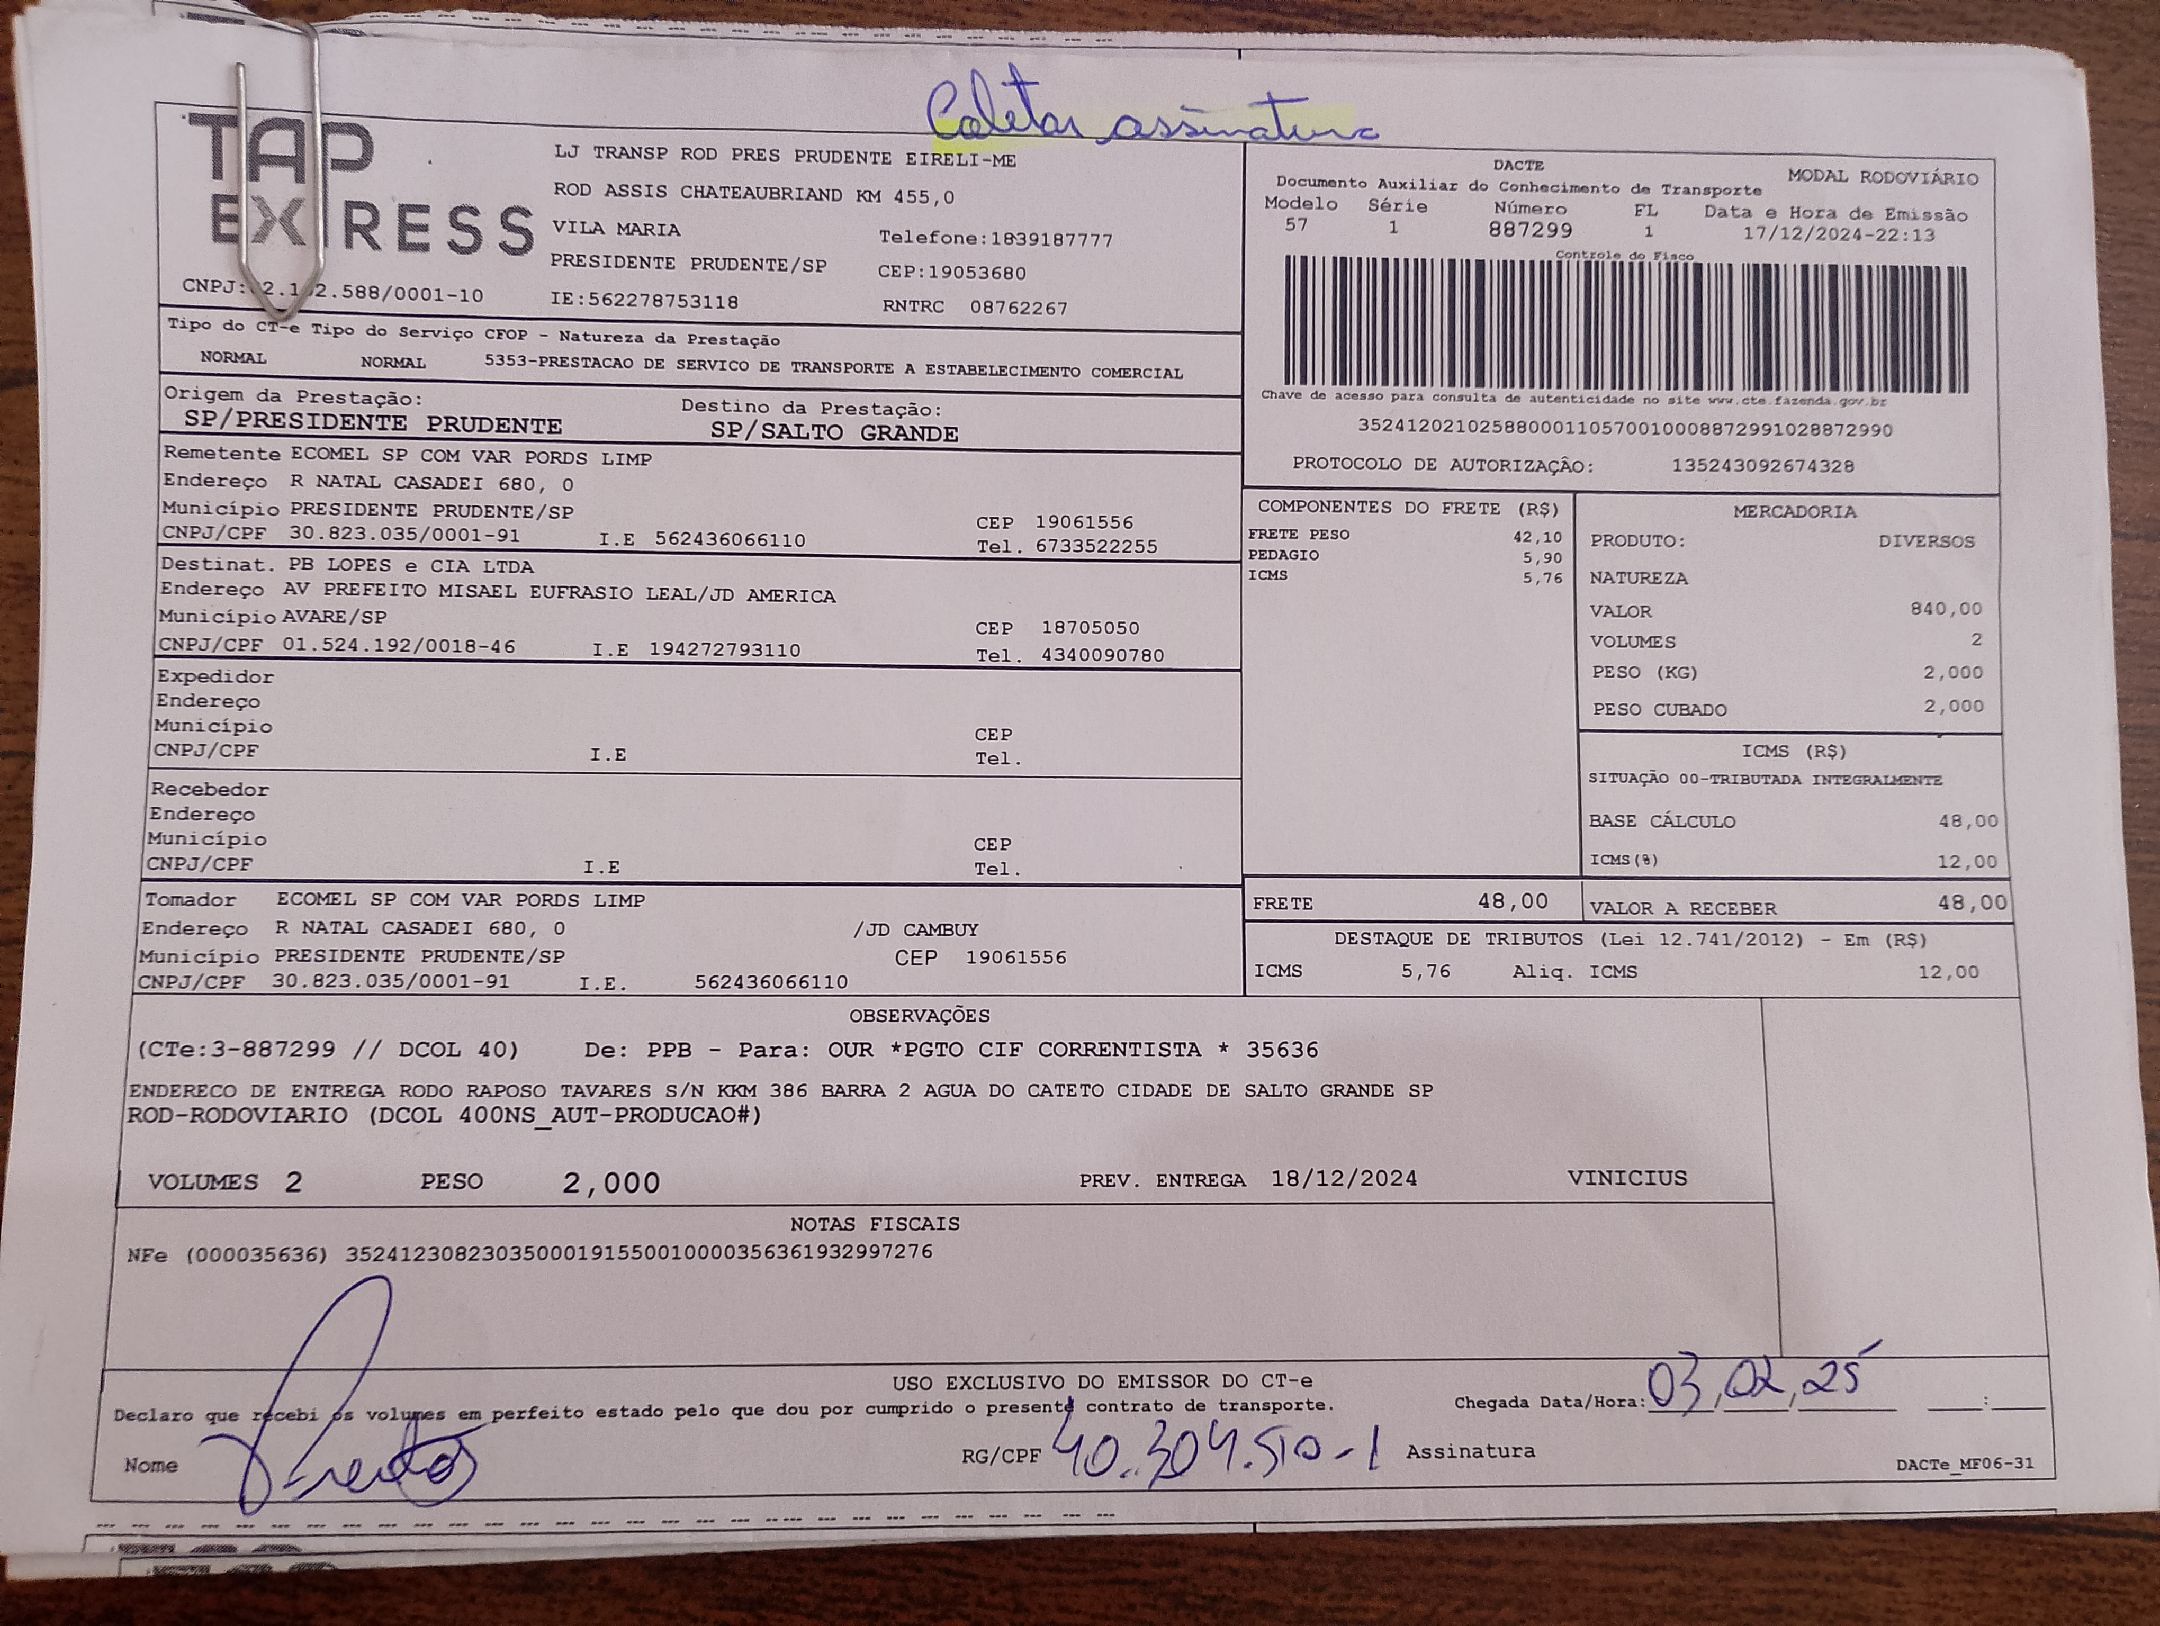 Coletar assinatura
TAP EXPRESS
LJ TRANSP ROD PRES PRUDENTE EIRELI-ME
ROD ASSIS CHATEAUBRIAND KM 455,0
VILA MARIA Telefone:1839187777
PRESIDENTE PRUDENTE/SP CEP:19053680
CNPJ: 2.1 2.588/0001-10 IE:562278753118 RNTRC 08762267
DACTE MODAL RODOVIÁRIO
Documento Auxiliar do Conhecimento de Transporte
Modelo Série Número FL Data e Hora de Emissão
57 1 887299 1 17/12/2024-22:13
Controle do Fisco
Chave de acesso para consulta de autenticidade no site www.cte.fazenda.gov.br
35241202102588000110570010008872991028872990
PROTOCOLO DE AUTORIZAÇÃO: 135243092674328
Tipo do CT-e Tipo do Serviço CFOP - Natureza da Prestação
NORMAL NORMAL 5353-PRESTACAO DE SERVICO DE TRANSPORTE A ESTABELECIMENTO COMERCIAL
Origem da Prestação: Destino da Prestação:
SP/PRESIDENTE PRUDENTE SP/SALTO GRANDE
Remetente ECOMEL SP COM VAR PORDS LIMP
Endereço R NATAL CASADEI 680, 0
Município PRESIDENTE PRUDENTE/SP CEP 19061556
CNPJ/CPF 30.823.035/0001-91 I.E 562436066110 Tel. 6733522255
Destinat. PB LOPES e CIA LTDA
Endereço AV PREFEITO MISAEL EUFRASIO LEAL/JD AMERICA
Município AVARE/SP CEP 18705050
CNPJ/CPF 01.524.192/0018-46 I.E 194272793110 Tel. 4340090780
Expedidor
Endereço
Município CEP
CNPJ/CPF I.E Tel.
Recebedor
Endereço
Município CEP
CNPJ/CPF I.E Tel.
Tomador ECOMEL SP COM VAR PORDS LIMP
Endereço R NATAL CASADEI 680, 0 /JD CAMBUY
Município PRESIDENTE PRUDENTE/SP CEP 19061556
CNPJ/CPF 30.823.035/0001-91 I.E. 562436066110
COMPONENTES DO FRETE (R$)
FRETE PESO 42,10
PEDAGIO 5,90
ICMS 5,76
MERCADORIA
PRODUTO: DIVERSOS
NATUREZA
VALOR 840,00
VOLUMES 2
PESO (KG) 2,000
PESO CUBADO 2,000
ICMS (R$)
SITUAÇÃO 00-TRIBUTADA INTEGRALMENTE
BASE CÁLCULO 48,00
ICMS(%) 12,00
FRETE 48,00 VALOR A RECEBER 48,00
DESTAQUE DE TRIBUTOS (Lei 12.741/2012) - Em (R$)
ICMS 5,76 Aliq. ICMS 12,00
OBSERVAÇÕES
(CTe:3-887299 // DCOL 40) De: PPB - Para: OUR *PGTO CIF CORRENTISTA * 35636
ENDERECO DE ENTREGA RODO RAPOSO TAVARES S/N KKM 386 BARRA 2 AGUA DO CATETO CIDADE DE SALTO GRANDE SP
ROD-RODOVIARIO (DCOL 400NS_AUT-PRODUCAO#)
VOLUMES 2 PESO 2,000 PREV. ENTREGA 18/12/2024 VINICIUS
NOTAS FISCAIS
NFe (000035636) 35241230823035000191550010000356361932997276
USO EXCLUSIVO DO EMISSOR DO CT-e
Declaro que recebi os volumes em perfeito estado pelo que dou por cumprido o presente contrato de transporte. Chegada Data/Hora: 03,02,25 :
Nome RG/CPF 40.304.510-1 Assinatura
DACTe_MF06-31